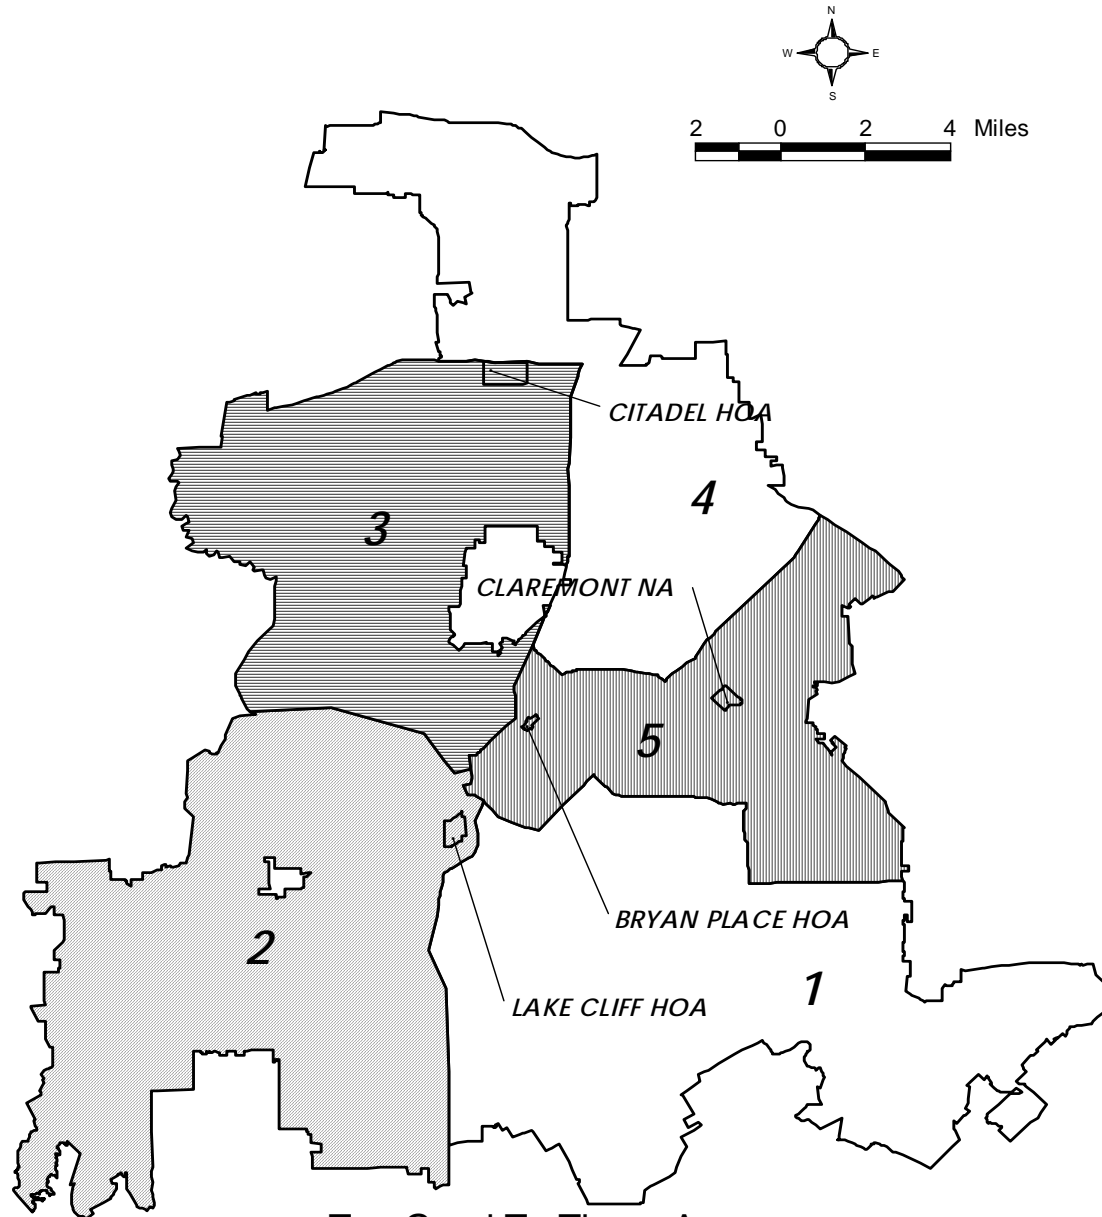 N
W E
S
2 0 2 4 Miles
CITADEL HOA
4
3
CLAREMONT NA
5
BRYAN PLACE HOA
2
1
LAKE CLIFF HOA